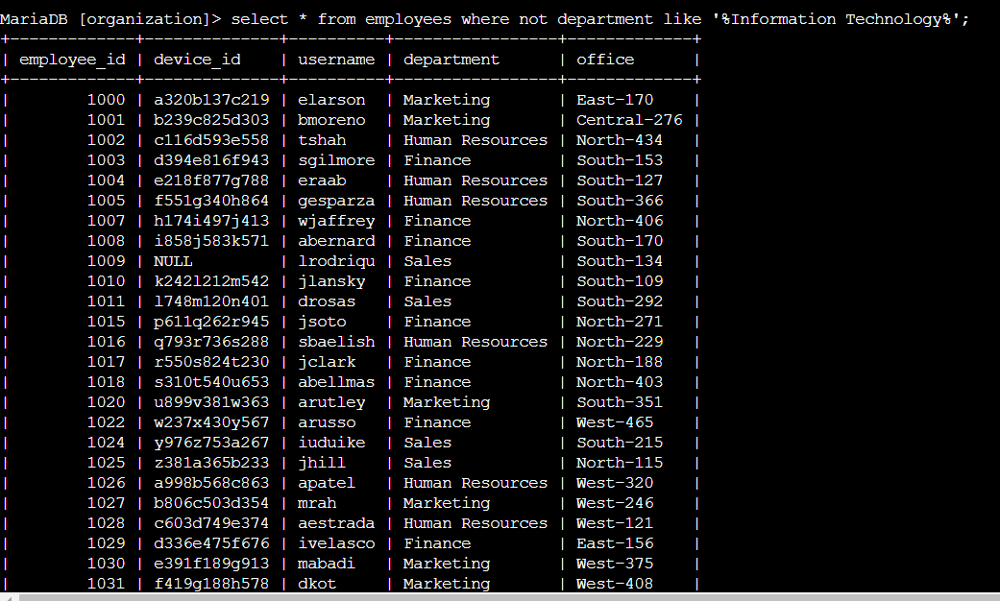 MariaDB [organization]> select * from employees where not department like '%Information Technology%';
+-------------+--------------+----------+-----------------+-------------+
| employee_id | device_id    | username | department      | office      |
+-------------+--------------+----------+-----------------+-------------+
|        1000 | a320b137c219 | elarson  | Marketing       | East-170    |
|        1001 | b239c825d303 | bmoreno  | Marketing       | Central-276 |
|        1002 | c116d593e558 | tshah    | Human Resources | North-434   |
|        1003 | d394e816f943 | sgilmore | Finance         | South-153   |
|        1004 | e218f877g788 | eraab    | Human Resources | South-127   |
|        1005 | f551g340h864 | gesparza | Human Resources | South-366   |
|        1007 | h174i497j413 | wjaffrey | Finance         | North-406   |
|        1008 | i858j583k571 | abernard | Finance         | South-170   |
|        1009 | NULL         | lrodriqu | Sales           | South-134   |
|        1010 | k242l212m542 | jlansky  | Finance         | South-109   |
|        1011 | l748m120n401 | drosas   | Sales           | South-292   |
|        1015 | p611q262r945 | jsoto    | Finance         | North-271   |
|        1016 | q793r736s288 | sbaelish | Human Resources | North-229   |
|        1017 | r550s824t230 | jclark   | Finance         | North-188   |
|        1018 | s310t540u653 | abellmas | Finance         | North-403   |
|        1020 | u899v381w363 | arutley  | Marketing       | South-351   |
|        1022 | w237x430y567 | arusso   | Finance         | West-465    |
|        1024 | y976z753a267 | iuduike  | Sales           | South-215   |
|        1025 | z381a365b233 | jhill    | Sales           | North-115   |
|        1026 | a998b568c863 | apatel   | Human Resources | West-320    |
|        1027 | b806c503d354 | mrah     | Marketing       | West-246    |
|        1028 | c603d749e374 | aestrada | Human Resources | West-121    |
|        1029 | d336e475f676 | ivelasco | Finance         | East-156    |
|        1030 | e391f189g913 | mabadi   | Marketing       | West-375    |
|        1031 | f419g188h578 | dkot     | Marketing       | West-408    |